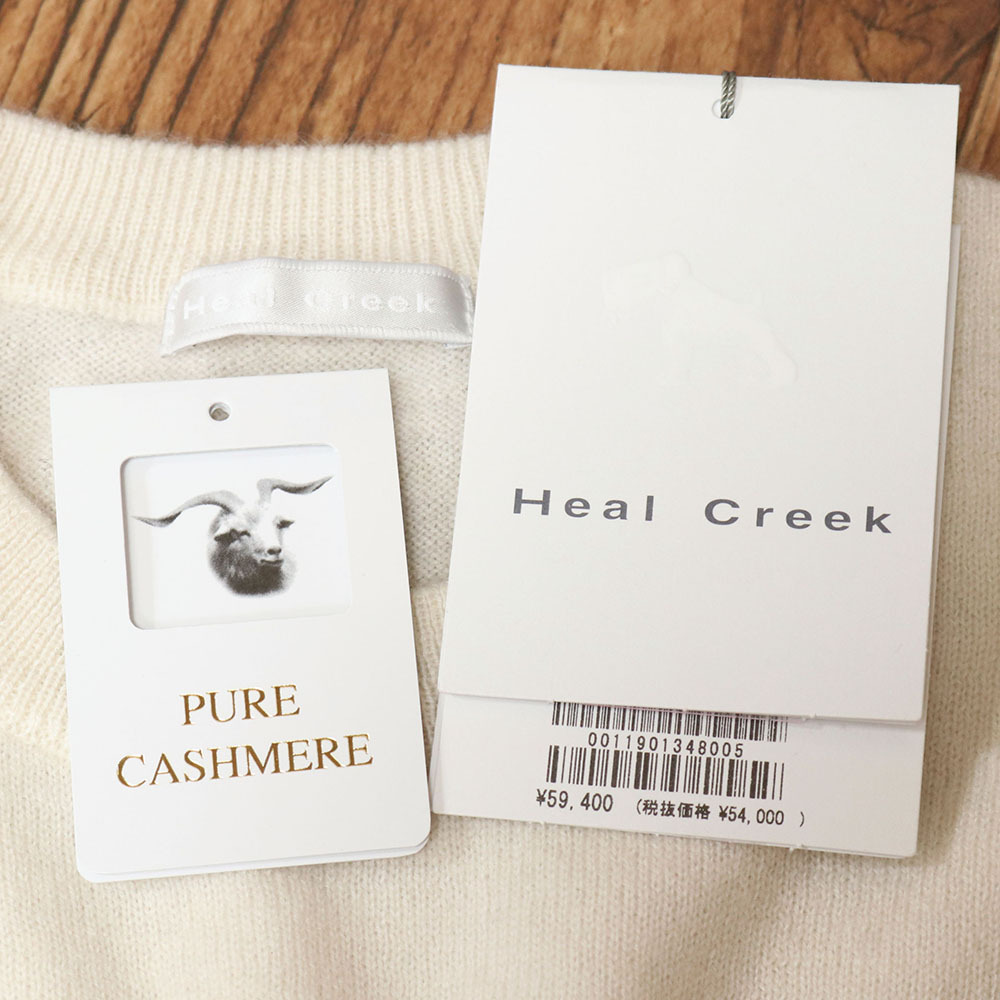 Heal Creek
Heal Creek
PURE
CASHMERE
0011901348005
¥59,400 (税抜価格 ¥54,000 )